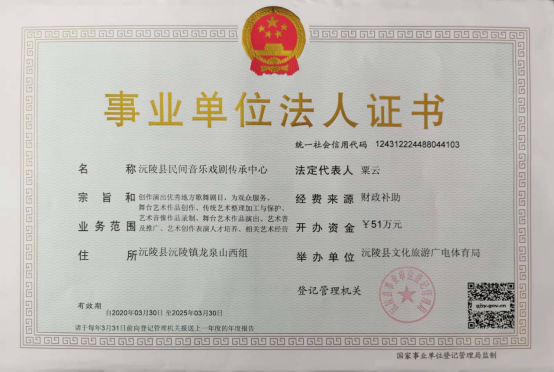 事业单位法人证书
统一社会信用代码 124312224488044103
名称 沅陵县民间音乐戏剧传承中心
法定代表人 粟云
宗旨和业务范围
创作演出优秀地方歌舞剧目,为观众服务。
舞台艺术作品创作、传统艺术整理加工与保护、
艺术音像作品录制、舞台艺术作品演出、艺术普
及推广、艺术创作表演人才培养、相关艺术经营
经费来源 财政补助
开办资金 ￥51万元
住所 沅陵县沅陵镇龙泉山西组
举办单位 沅陵县文化旅游广电体育局
登记管理机关
有效期
自2020年03月30日至2025年03月30日
请于每年3月31日前向登记管理机关报送上一年度的年度报告
国家事业单位登记管理局监制